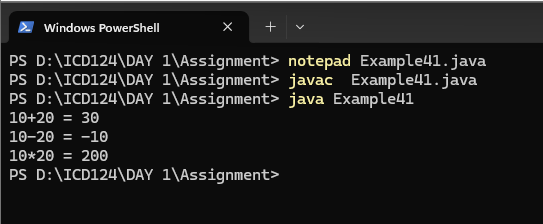 Windows PowerShell
PS D:\ICD124\DAY 1\Assignment> notepad Example41.java
PS D:\ICD124\DAY 1\Assignment> javac  Example41.java
PS D:\ICD124\DAY 1\Assignment> java Example41
10+20 = 30
10-20 = -10
10*20 = 200
PS D:\ICD124\DAY 1\Assignment>